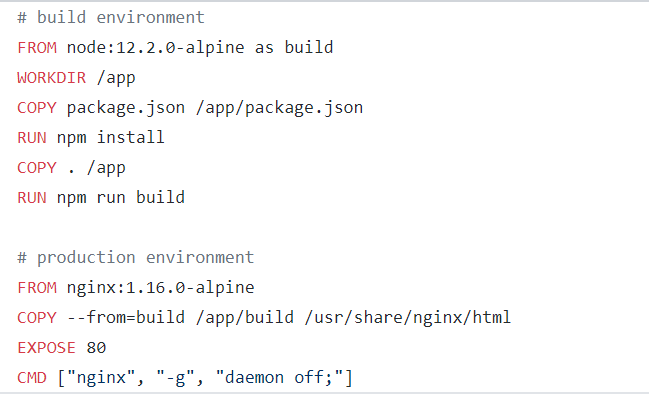 # build environment
FROM node:12.2.0-alpine as build
WORKDIR /app
COPY package.json /app/package.json
RUN npm install
COPY . /app
RUN npm run build
# production environment
FROM nginx:1.16.0-alpine
COPY --from=build /app/build /usr/share/nginx/html
EXPOSE 80
CMD ["nginx", "-g", "daemon off;"]